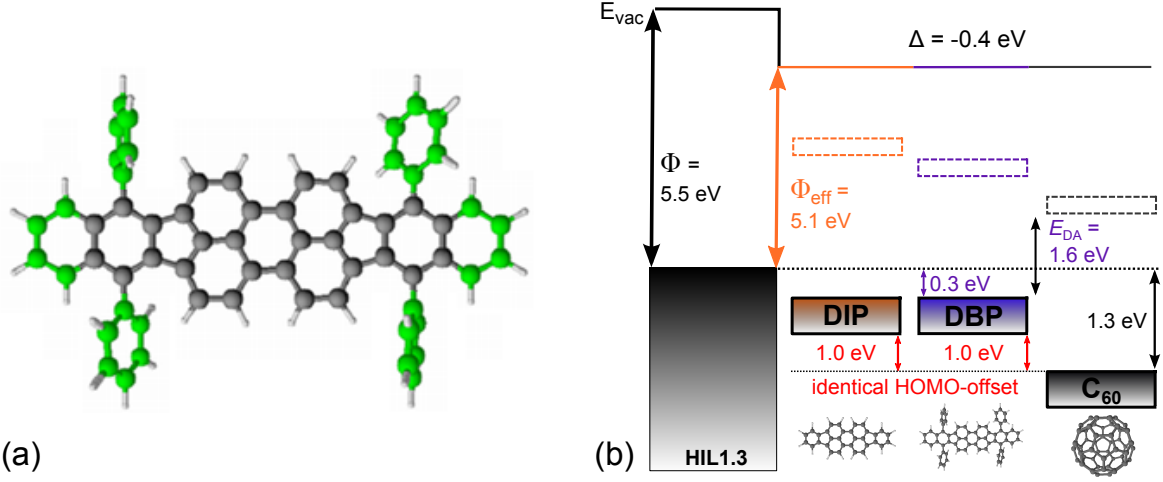 (a)
(b)
E_vac
Δ = -0.4 eV
Φ =
5.5 eV
Φ_eff =
5.1 eV
E_DA =
1.6 eV
0.3 eV
DIP
DBP
1.3 eV
1.0 eV
1.0 eV
identical HOMO-offset
C₆₀
HIL1.3